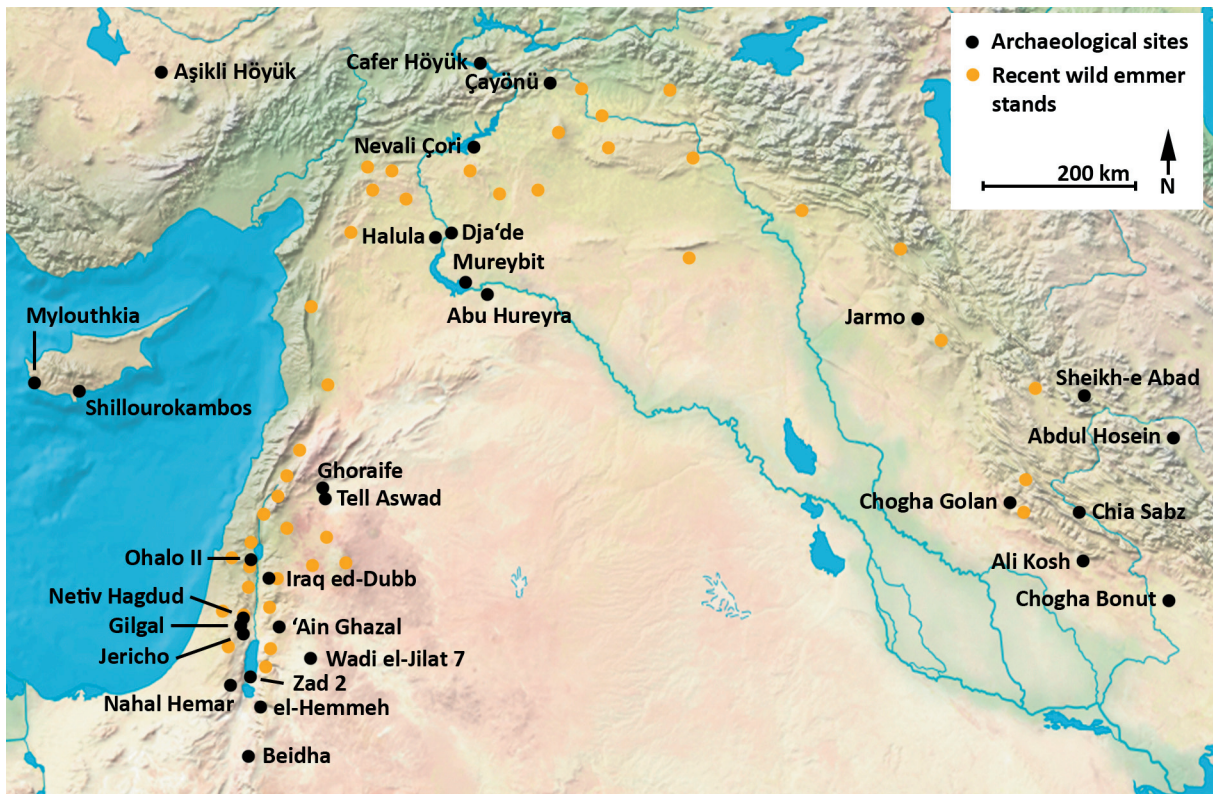 Archaeological sites
Recent wild emmer
stands
200 km
N
Cafer Höyük
Aşikli Höyük
Çayönü
Nevali Çori
Halula
Dja‘de
Mureybit
Abu Hureyra
Mylouthkia
Shillourokambos
Jarmo
Sheikh-e Abad
Abdul Hosein
Ghoraife
Tell Aswad
Chogha Golan
Chia Sabz
Ohalo II
Iraq ed-Dubb
Ali Kosh
Netiv Hagdud
Chogha Bonut
Gilgal
‘Ain Ghazal
Jericho
Wadi el-Jilat 7
Zad 2
Nahal Hemar
el-Hemmeh
Beidha